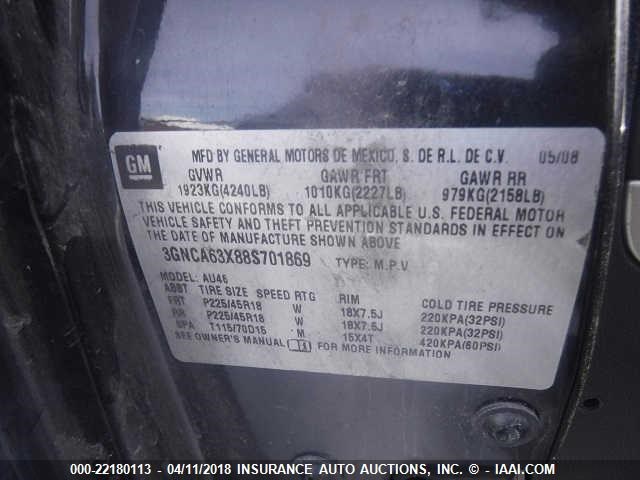 GM
MFD BY GENERAL MOTORS DE MEXICO, S. DE R.L. DE C.V. 05/08
GVWR GAWR FRT GAWR RR
1923KG(4240LB) 1010KG(2227LB) 979KG(2158LB)
THIS VEHICLE CONFORMS TO ALL APPLICABLE U.S. FEDERAL MOTOR
VEHICLE SAFETY AND THEFT PREVENTION STANDARDS IN EFFECT ON
THE DATE OF MANUFACTURE SHOWN ABOVE
3GNCA63X88S701869 TYPE: M.P.V
AU46
ABBT TIRE SIZE SPEED RTG RIM COLD TIRE PRESSURE
FRT P225/45R18 W 18X7.5J 220KPA(32PSI)
RR P225/45R18 W 18X7.5J 220KPA(32PSI)
SPA T115/70D15 M 15X4T 420KPA(60PSI)
SEE OWNER'S MANUAL FOR MORE INFORMATION
000-22180113 - 04/11/2018 INSURANCE AUTO AUCTIONS, INC. - © - IAAI.COM